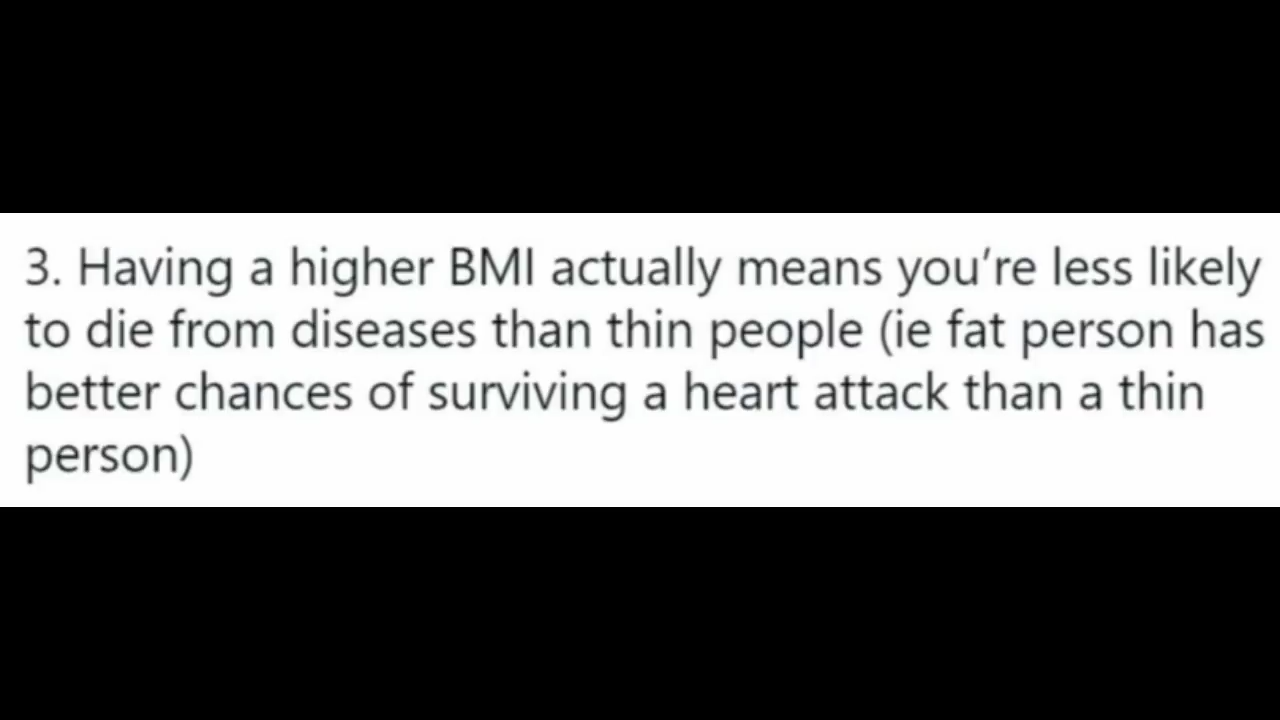 3. Having a higher BMI actually means you’re less likely
to die from diseases than thin people (ie fat person has
better chances of surviving a heart attack than a thin
person)